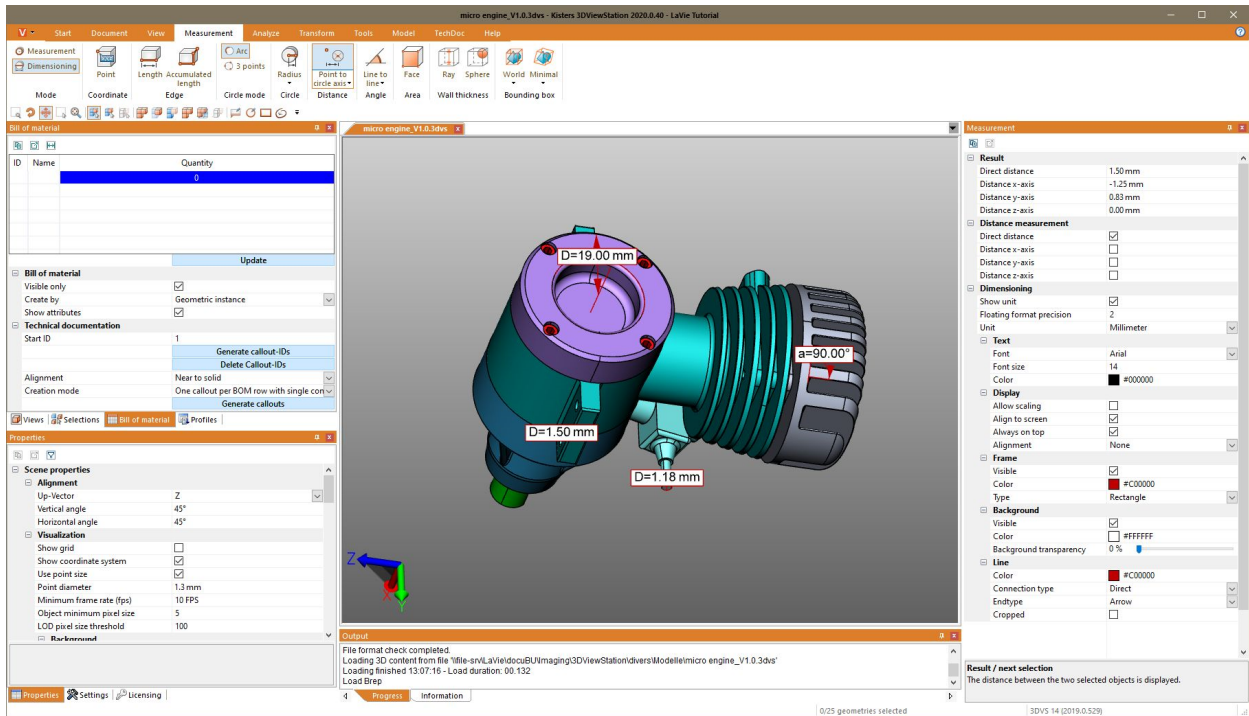 micro engine_V1.0.3dvs - Kisters 3DViewStation 2020.0.40 - LaVie Tutorial
V Start Document View Measurement Analyze Transform Tools Model TechDoc Help
Measurement
Dimensioning
Mode
Point
Coordinate
Length
Accumulated length
Edge
Arc
3 points
Circle mode
Radius
Circle
Point to circle axis
Distance
Line to line
Angle
Face
Area
Ray
Sphere
Wall thickness
World
Minimal
Bounding box
Bill of material
ID Name Quantity
0
Update
Bill of material
Visible only
Create by Geometric instance
Show attributes
Technical documentation
Start ID 1
Generate callout-IDs
Delete Callout-IDs
Alignment Near to solid
Creation mode One callout per BOM row with single con
Generate callouts
Views Selections Bill of material Profiles
Properties
Scene properties
Alignment
Up-Vector Z
Vertical angle 45°
Horizontal angle 45°
Visualization
Show grid
Show coordinate system
Use point size
Point diameter 1.3 mm
Minimum frame rate (fps) 10 FPS
Object minimum pixel size 5
LOD pixel size threshold 100
Background
Properties Settings Licensing
micro engine_V1.0.3dvs
D=19.00 mm
a=90.00°
D=1.50 mm
D=1.18 mm
Z
X
Y
Output
File format check completed.
Loading 3D content from file '\\file-srv\LaVie\docuBU\Imaging\3DViewStation\divers\Modelle\micro engine_V1.0.3dvs'
Loading finished 13:07:16 - Load duration: 00.132
Load Brep
Progress Information
Measurement
Result
Direct distance 1.50 mm
Distance x-axis -1.25 mm
Distance y-axis 0.83 mm
Distance z-axis 0.00 mm
Distance measurement
Direct distance
Distance x-axis
Distance y-axis
Distance z-axis
Dimensioning
Show unit
Floating format precision 2
Unit Millimeter
Text
Font Arial
Font size 14
Color #000000
Display
Allow scaling
Align to screen
Always on top
Alignment None
Frame
Visible
Color #C00000
Type Rectangle
Background
Visible
Color #FFFFFF
Background transparency 0 %
Line
Color #C00000
Connection type Direct
Endtype Arrow
Cropped
Result / next selection
The distance between the two selected objects is displayed.
0/25 geometries selected 3DVS 14 (2019.0.529)